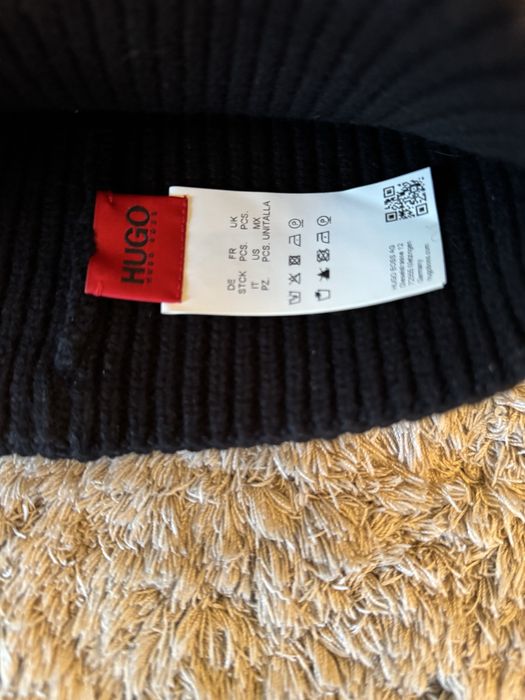 HUGO
HUGO BOSS
DE FR UK
STCK PCS. PCS.
IT US MX
PZ. PCS. UNITALLA
HUGO BOSS AG
Dieselstrasse 12
72555 Metzingen
Germany
hugoboss.com